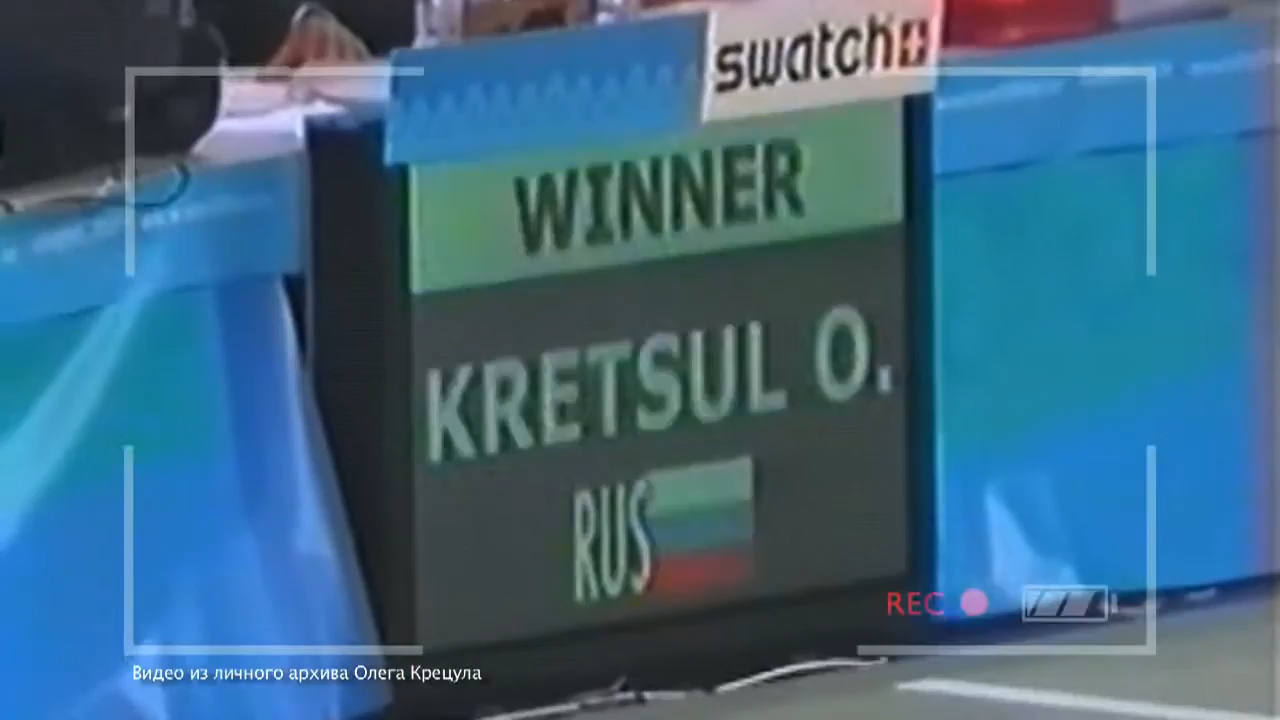 swatch
WINNER
KRETSUL O.
RUS
REC
Видео из личного архива Олега Крецула